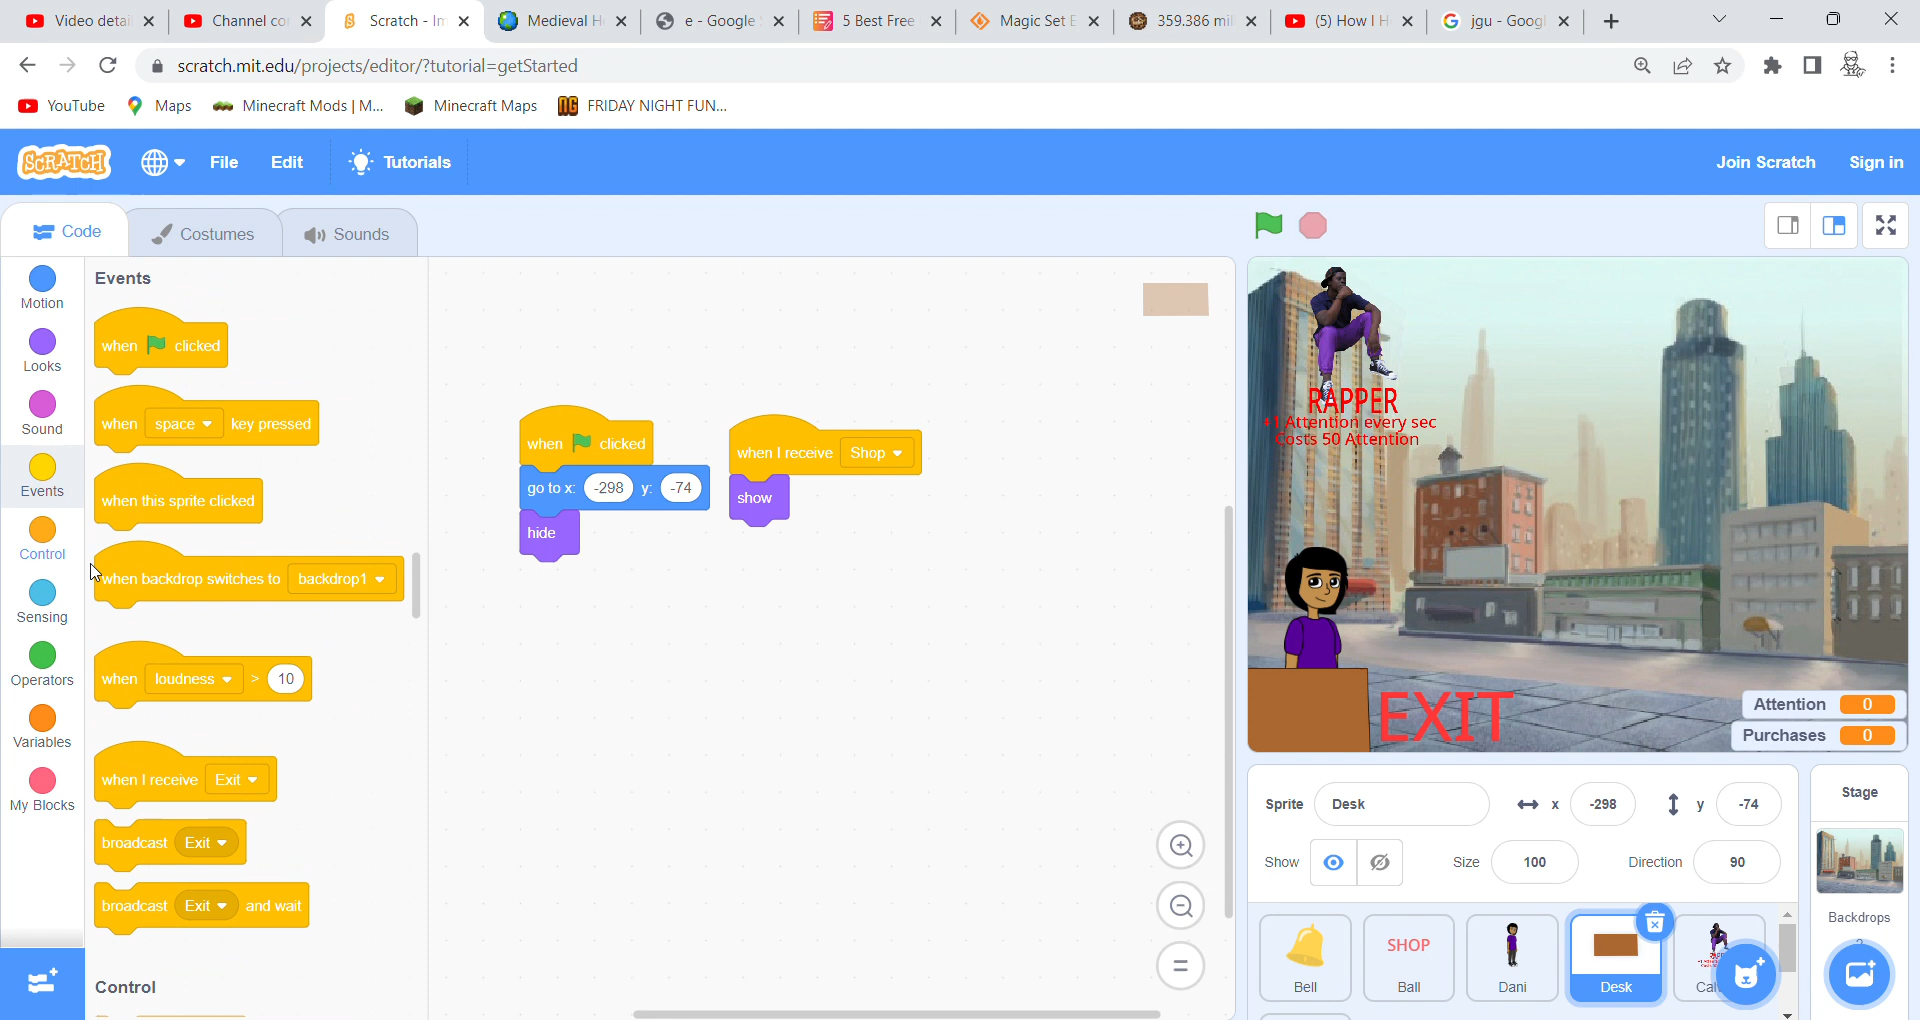 Video detai
Channel co
Scratch - Im
Medieval H
e - Google S
5 Best Free
Magic Set E
359.386 mil
(5) How I H
jgu - Googl
scratch.mit.edu/projects/editor/?tutorial=getStarted
YouTube
Maps
Minecraft Mods | M...
Minecraft Maps
FRIDAY NIGHT FUN...
SCRATCH
File
Edit
Tutorials
Join Scratch
Sign in
Code
Costumes
Sounds
Motion
Looks
Sound
Events
Control
Sensing
Operators
Variables
My Blocks
Events
when clicked
when space key pressed
when this sprite clicked
when backdrop switches to backdrop1
when loudness > 10
when I receive Exit
broadcast Exit
broadcast Exit and wait
Control
when clicked
go to x: -298 y: -74
hide
when I receive Shop
show
RAPPER
+1 Attention every sec
Costs 50 Attention
EXIT
Attention 0
Purchases 0
Sprite Desk x -298 y -74
Show Size 100 Direction 90
Bell
SHOP
Ball
Dani
Desk
Stage
Backdrops